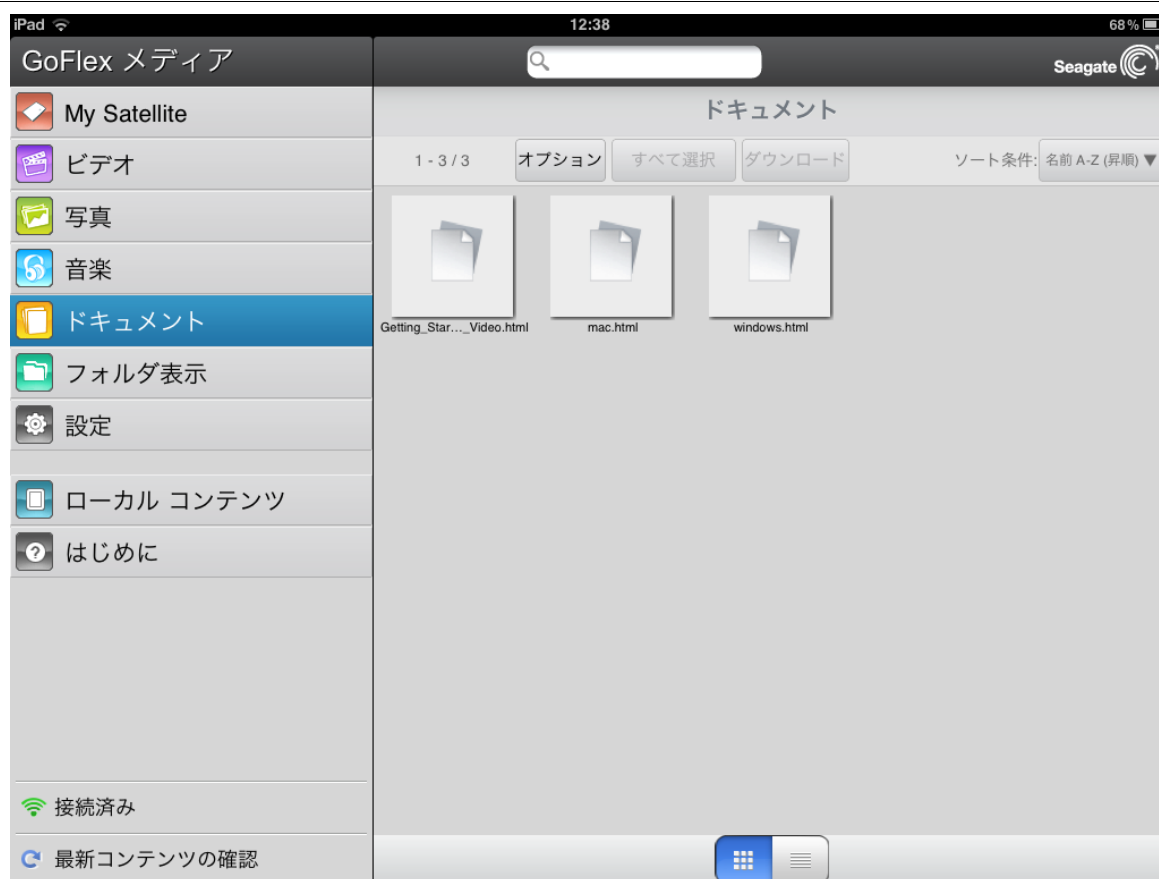 iPad 12:38 68%
GoFlex メディア
Seagate
My Satellite
ビデオ
写真
音楽
ドキュメント
フォルダ表示
設定
ローカル コンテンツ
はじめに
接続済み
最新コンテンツの確認
ドキュメント
1 - 3 / 3 オプション すべて選択 ダウンロード ソート条件: 名前 A-Z (昇順) ▼
Getting_Star..._Video.html mac.html windows.html